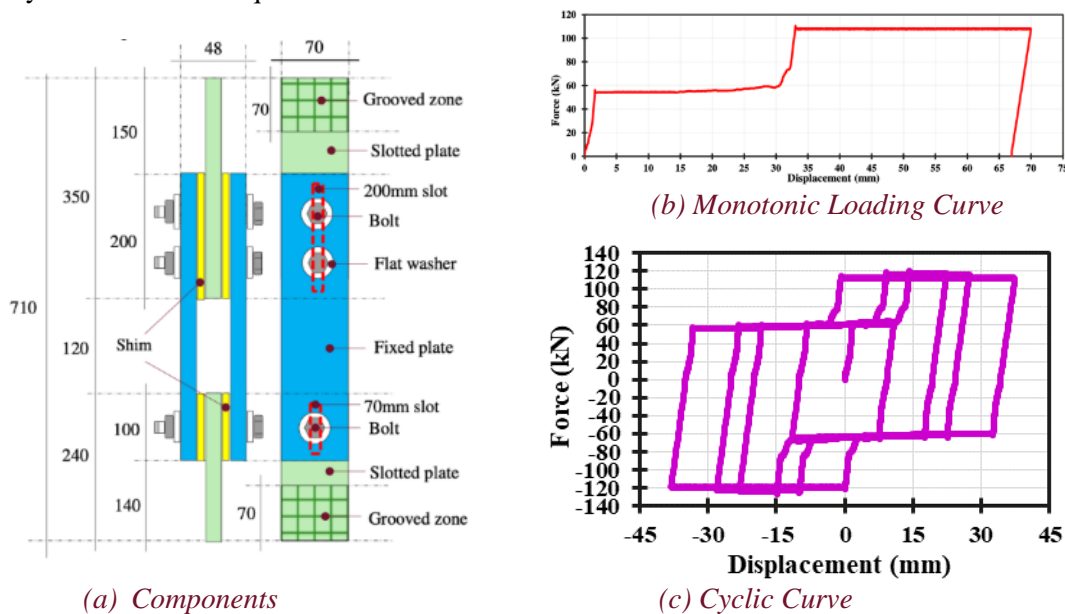 48
70
Grooved zone
70
150
Slotted plate
350
200mm slot
Bolt
200
Flat washer
710
Shim
120
Fixed plate
70mm slot
100
Bolt
240
Slotted plate
140
70
Grooved zone
(a) Components
120
100
80
60
40
20
0
Force (kN)
0 5 10 15 20 25 30 35 40 45 50 55 60 65 70 75
Displacement (mm)
(b) Monotonic Loading Curve
140
120
100
80
60
40
20
0
-20
-40
-60
-80
-100
-120
-140
Force (kN)
-45 -30 -15 0 15 30 45
Displacement (mm)
(c) Cyclic Curve